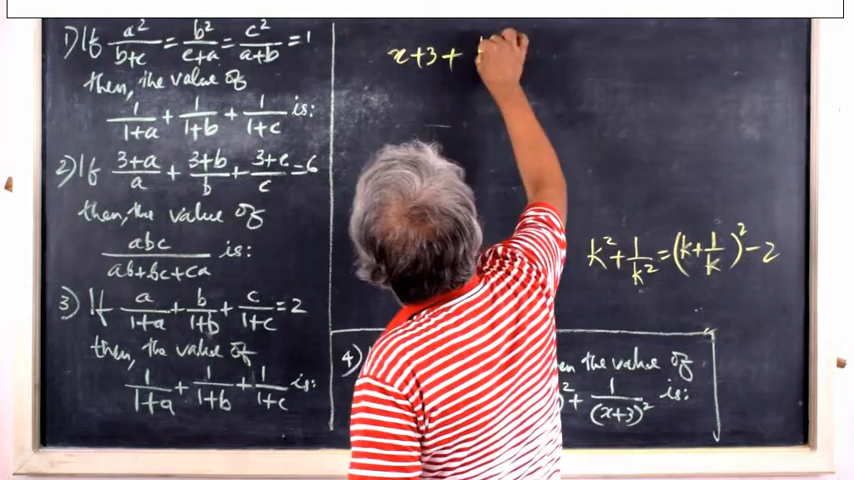 1) If a²/(b+c) = b²/(c+a) = c²/(a+b) = 1
then, the value of
1/(1+a) + 1/(1+b) + 1/(1+c) is:
2) If (3+a)/a + (3+b)/b + (3+c)/c = 6
then, the value of
abc/(ab+bc+ca) is:
3) If a/(1+a) + b/(1+b) + c/(1+c) = 2
then, the value of
1/(1+a) + 1/(1+b) + 1/(1+c) is:
x+3+
k²+1/k² = (k+1/k)²-2
4)
the value of
² + 1/(x+3)² is: